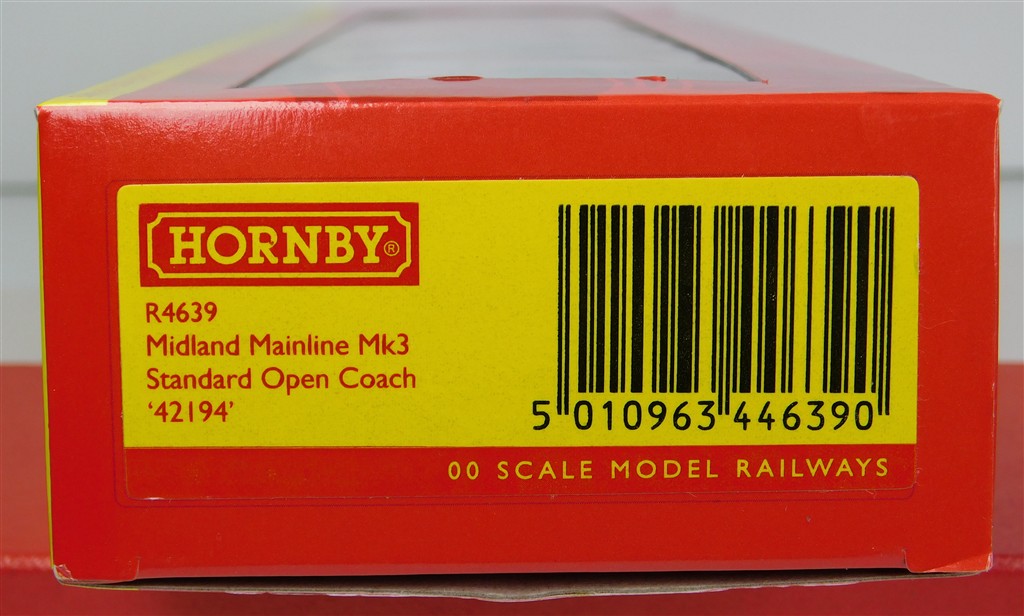 HORNBY®
R4639
Midland Mainline Mk3
Standard Open Coach
‘42194’
5 010963 446390
00 SCALE MODEL RAILWAYS